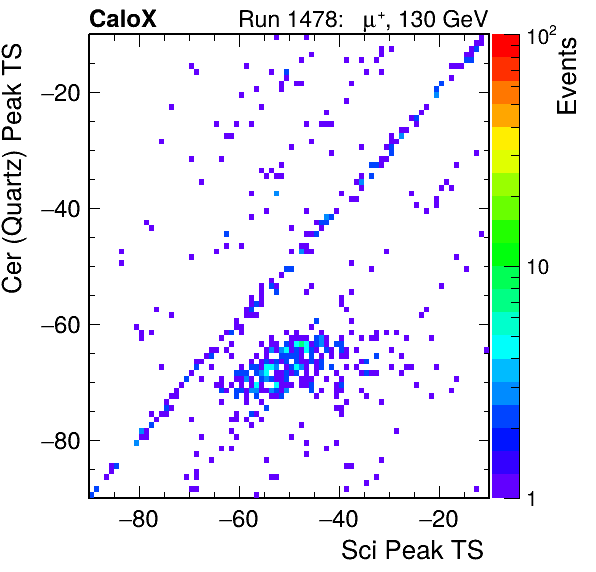 CaloX Run 1478: μ⁺, 130 GeV
Cer (Quartz) Peak TS
−20
−40
−60
−80
−80 −60 −40 −20
Sci Peak TS
10²
10
1
Events